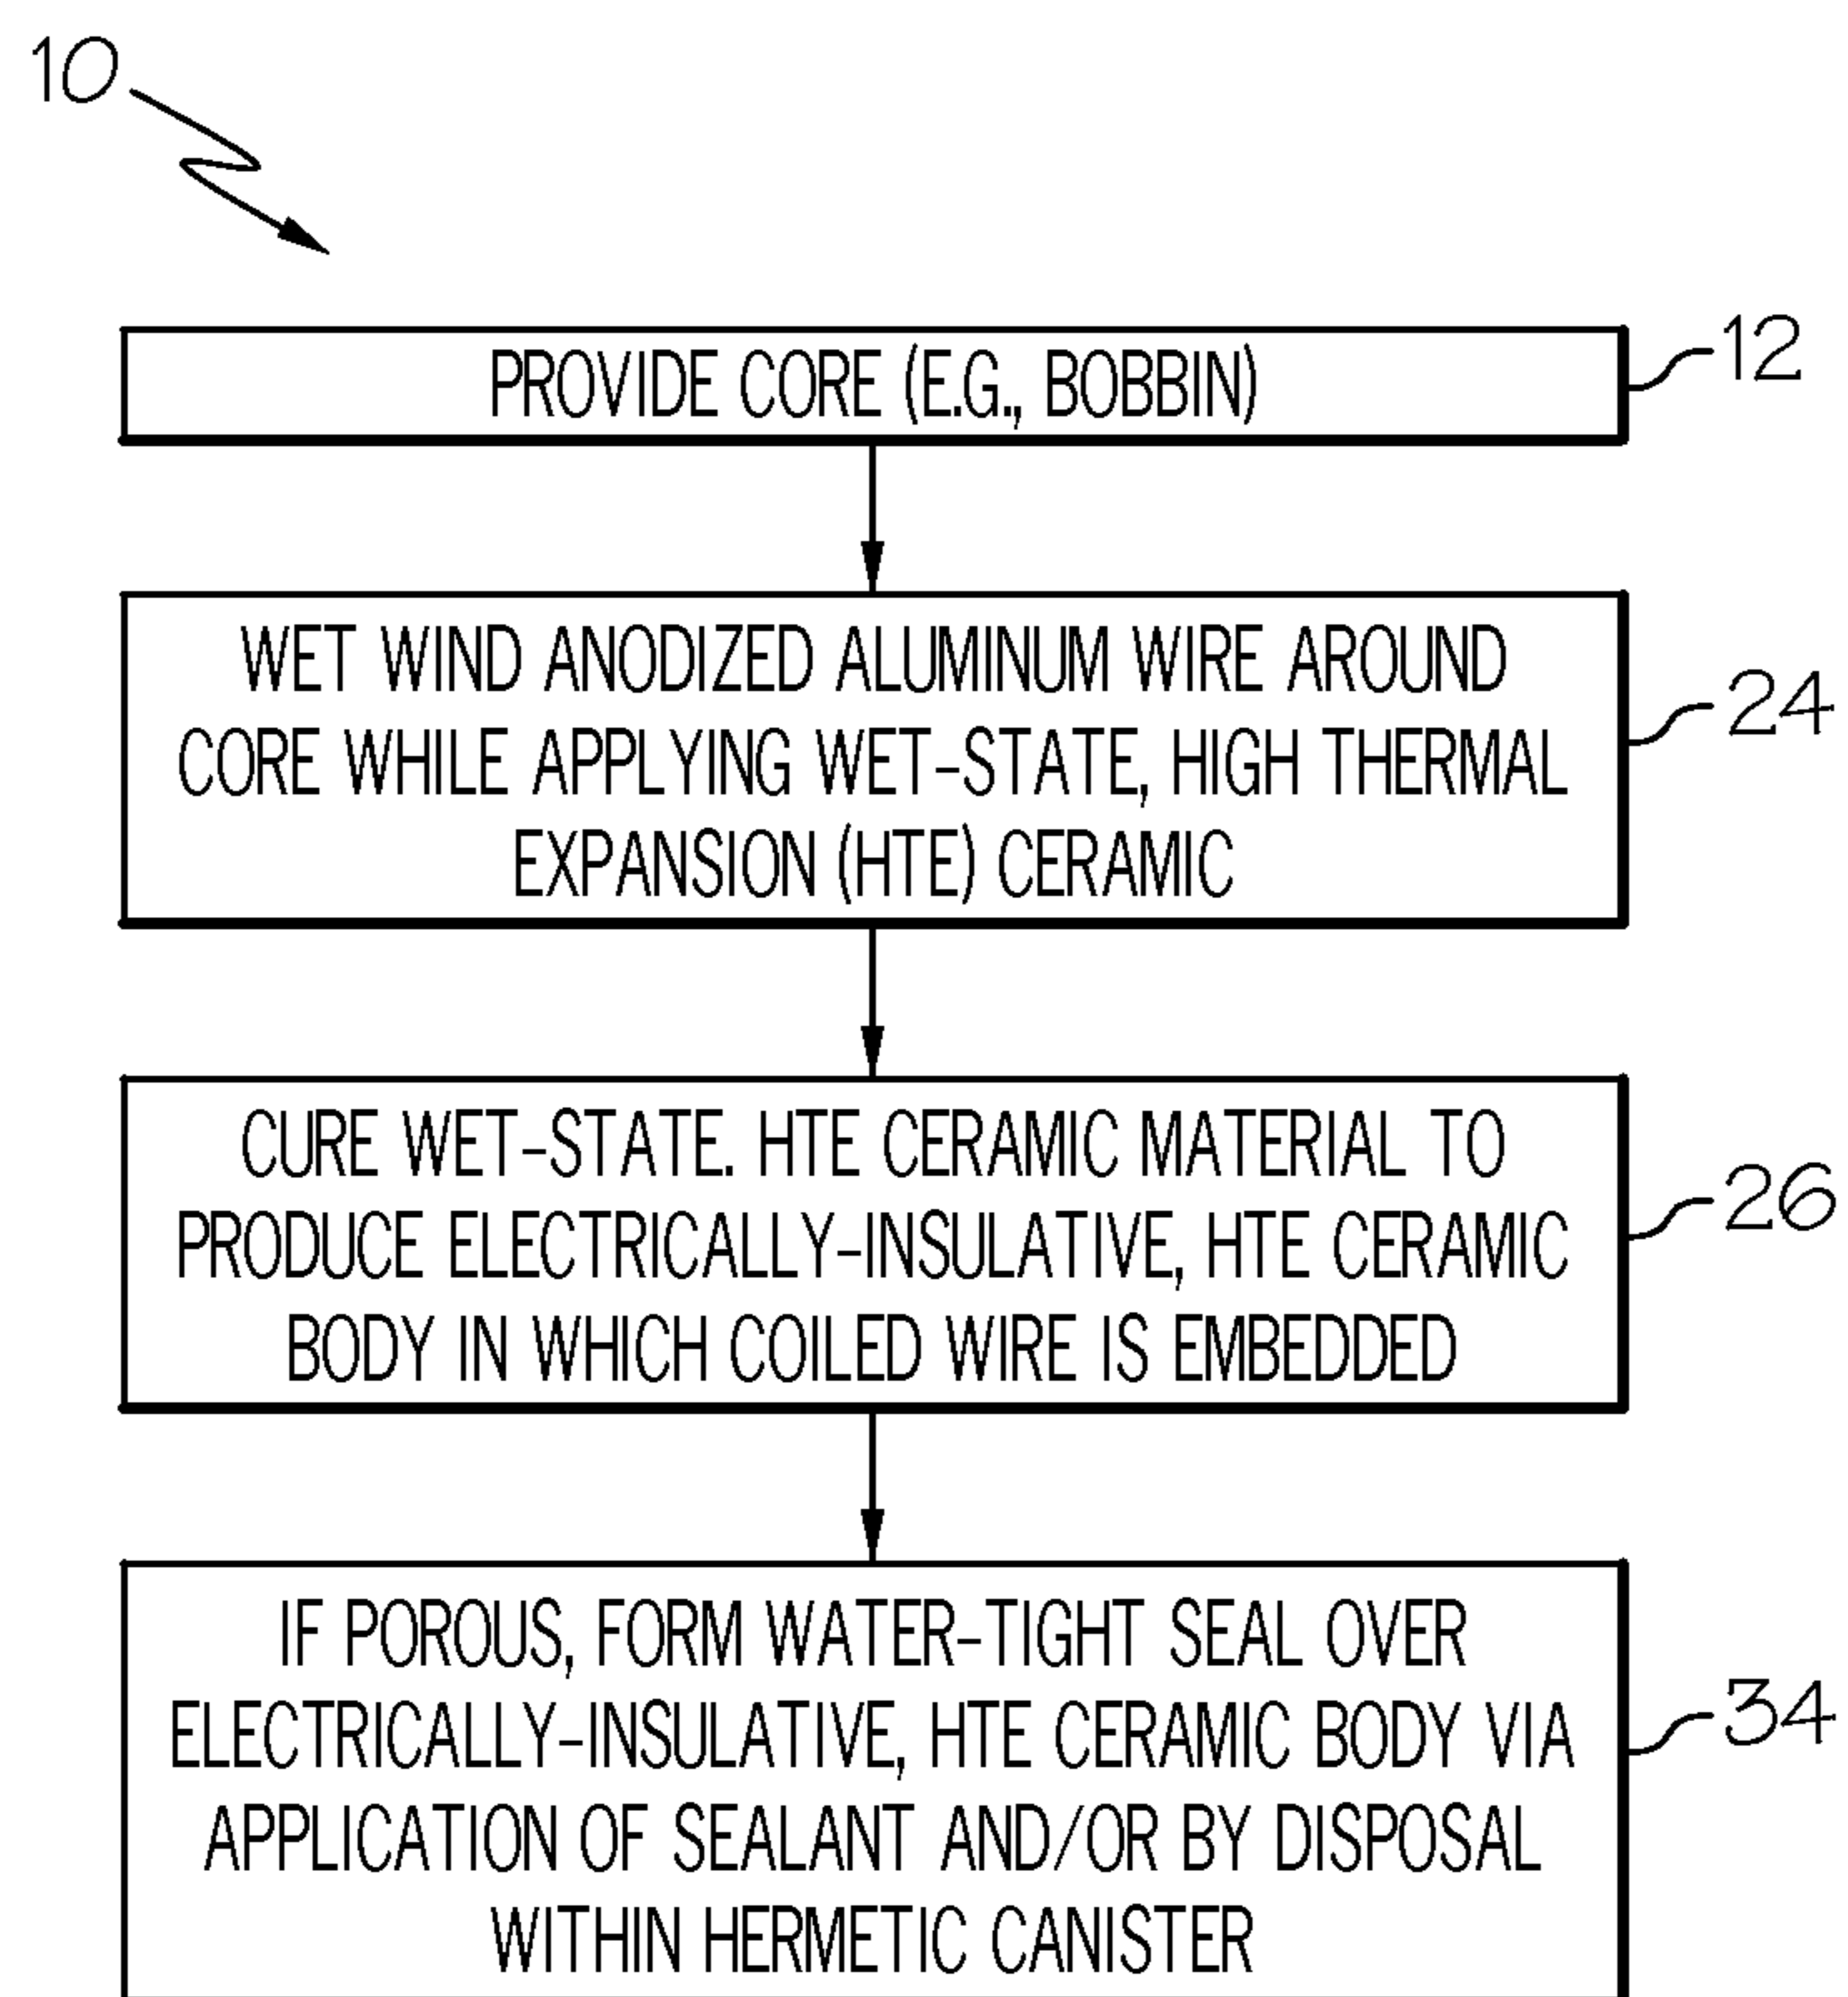 10
PROVIDE CORE (E.G., BOBBIN)
12
WET WIND ANODIZED ALUMINUM WIRE AROUND
CORE WHILE APPLYING WET-STATE, HIGH THERMAL
EXPANSION (HTE) CERAMIC
24
CURE WET-STATE. HTE CERAMIC MATERIAL TO
PRODUCE ELECTRICALLY-INSULATIVE, HTE CERAMIC
BODY IN WHICH COILED WIRE IS EMBEDDED
26
IF POROUS, FORM WATER-TIGHT SEAL OVER
ELECTRICALLY-INSULATIVE, HTE CERAMIC BODY VIA
APPLICATION OF SEALANT AND/OR BY DISPOSAL
WITHIN HERMETIC CANISTER
34